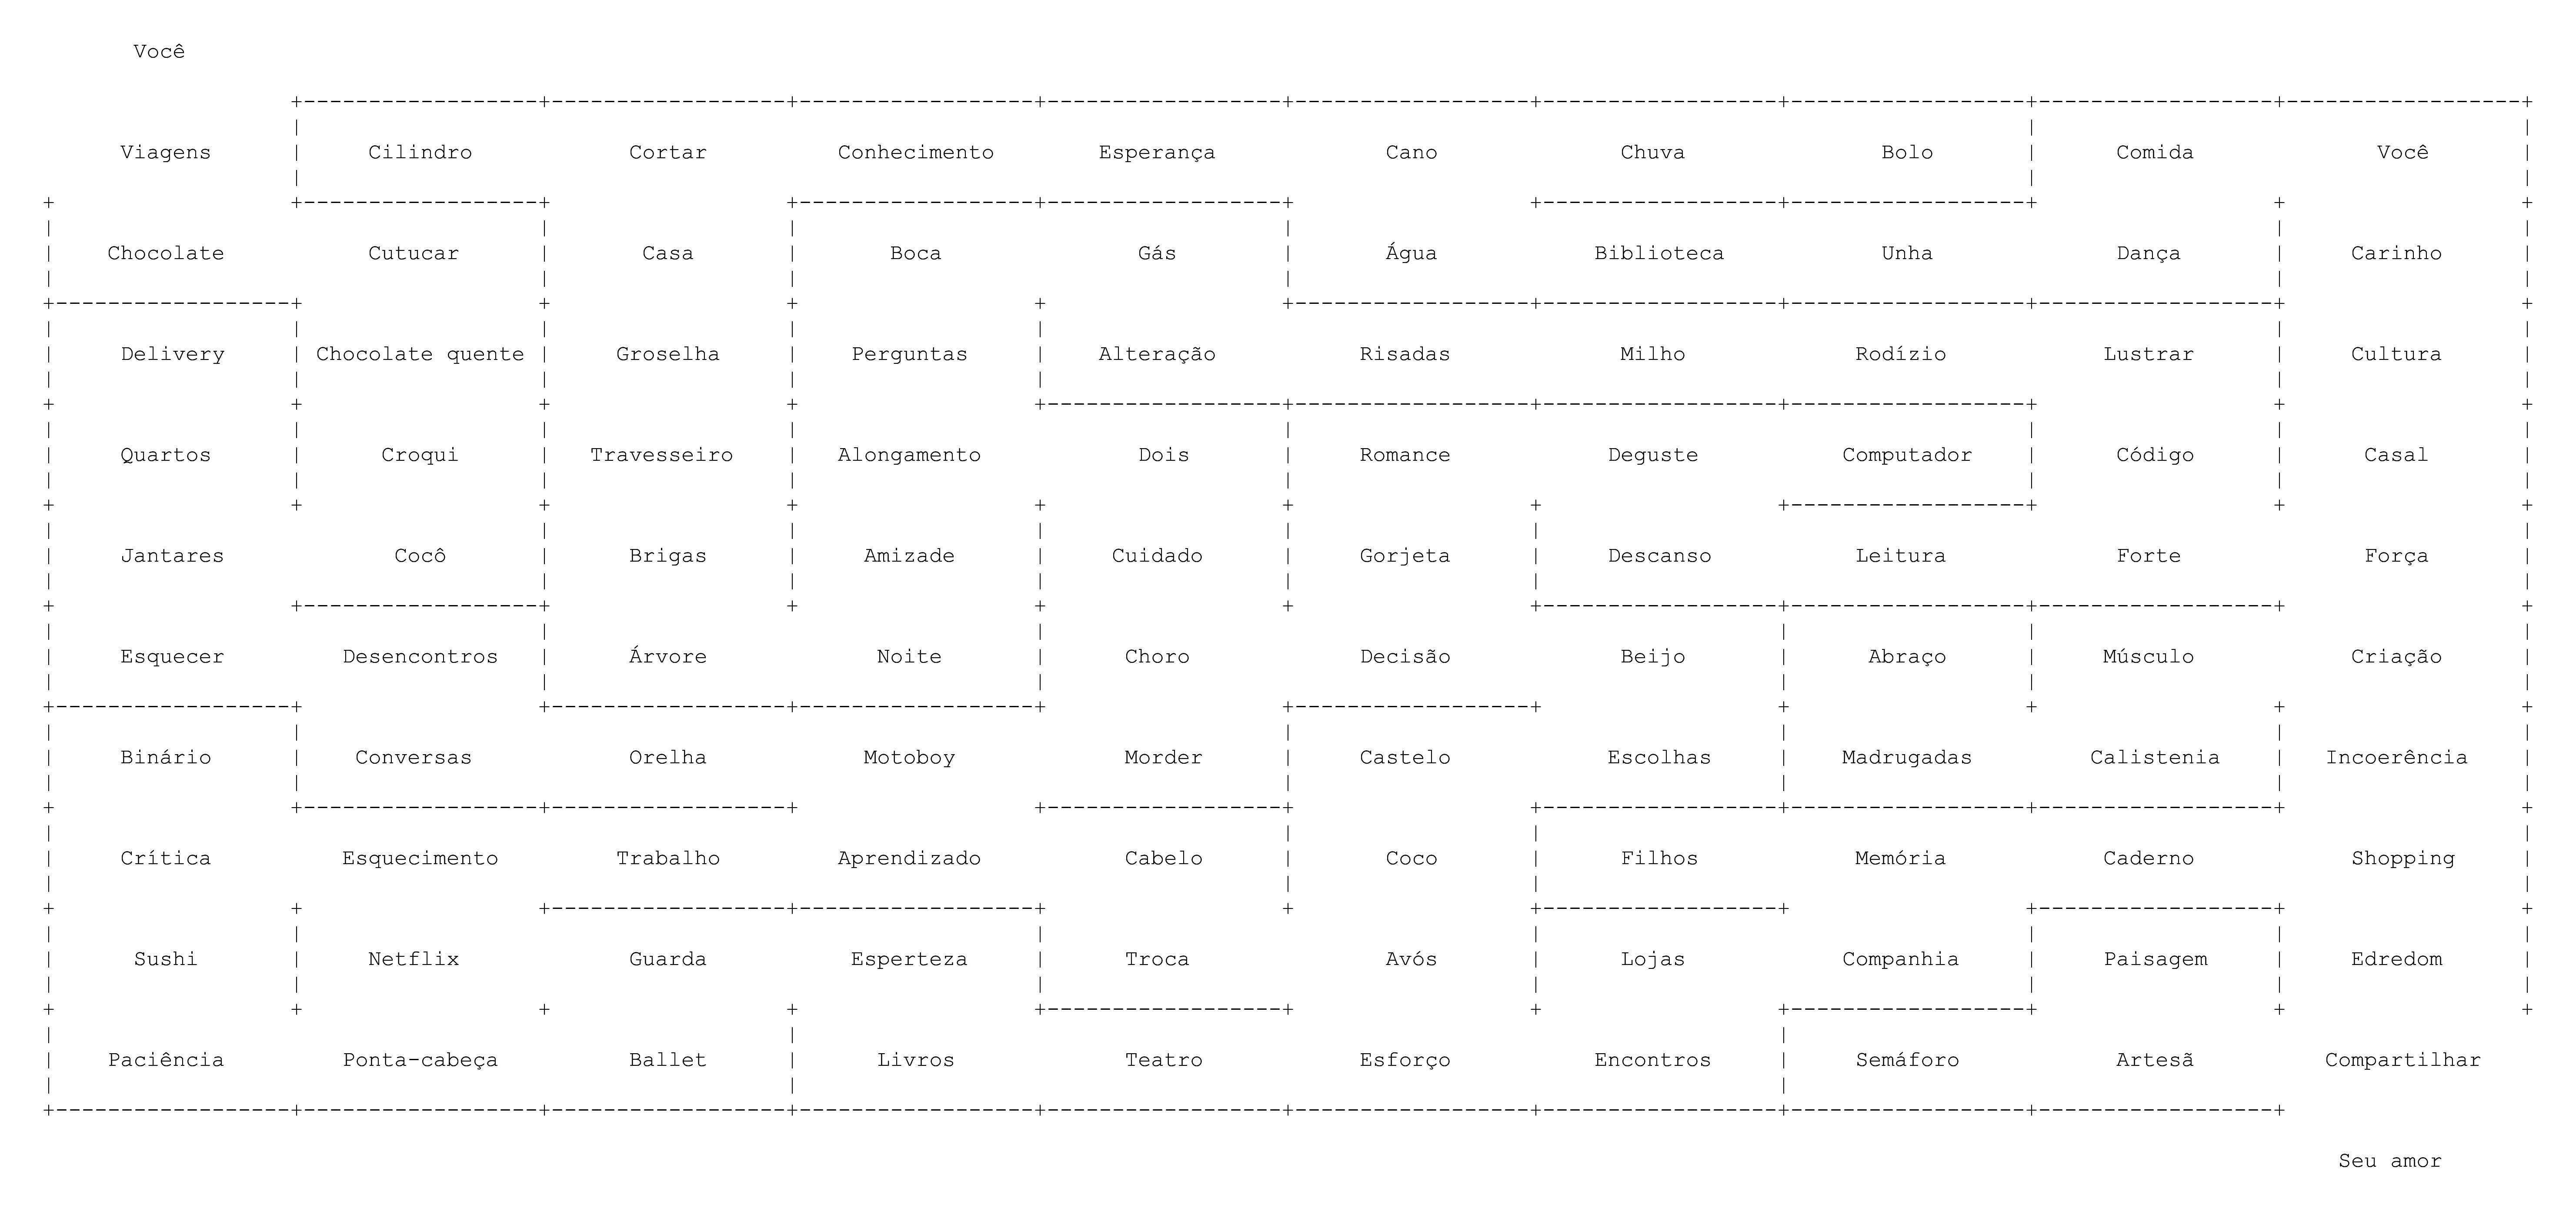 Você
Viagens Cilindro Cortar Conhecimento Esperança Cano Chuva Bolo Comida Você
Chocolate Cutucar Casa Boca Gás Água Biblioteca Unha Dança Carinho
Delivery Chocolate quente Groselha Perguntas Alteração Risadas Milho Rodízio Lustrar Cultura
Quartos Croqui Travesseiro Alongamento Dois Romance Deguste Computador Código Casal
Jantares Cocô Brigas Amizade Cuidado Gorjeta Descanso Leitura Forte Força
Esquecer Desencontros Árvore Noite Choro Decisão Beijo Abraço Músculo Criação
Binário Conversas Orelha Motoboy Morder Castelo Escolhas Madrugadas Calistenia Incoerência
Crítica Esquecimento Trabalho Aprendizado Cabelo Coco Filhos Memória Caderno Shopping
Sushi Netflix Guarda Esperteza Troca Avós Lojas Companhia Paisagem Edredom
Paciência Ponta-cabeça Ballet Livros Teatro Esforço Encontros Semáforo Artesã Compartilhar
Seu amor